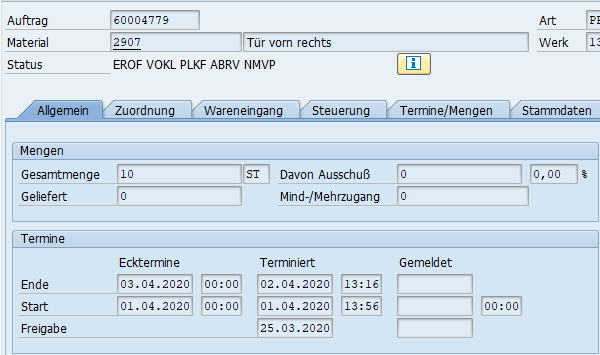 Auftrag 60004779 Art
Material 2907 Tür vorn rechts Werk
Status EROF VOKL PLKF ABRV NMVP
Allgemein Zuordnung Wareneingang Steuerung Termine/Mengen Stammdaten
Mengen
Gesamtmenge 10 ST Davon Ausschuß 0 0,00 %
Geliefert 0 Mind-/Mehrzugang 0
Termine
Ecktermine Terminiert Gemeldet
Ende 03.04.2020 00:00 02.04.2020 13:16
Start 01.04.2020 00:00 01.04.2020 13:56 00:00
Freigabe 25.03.2020